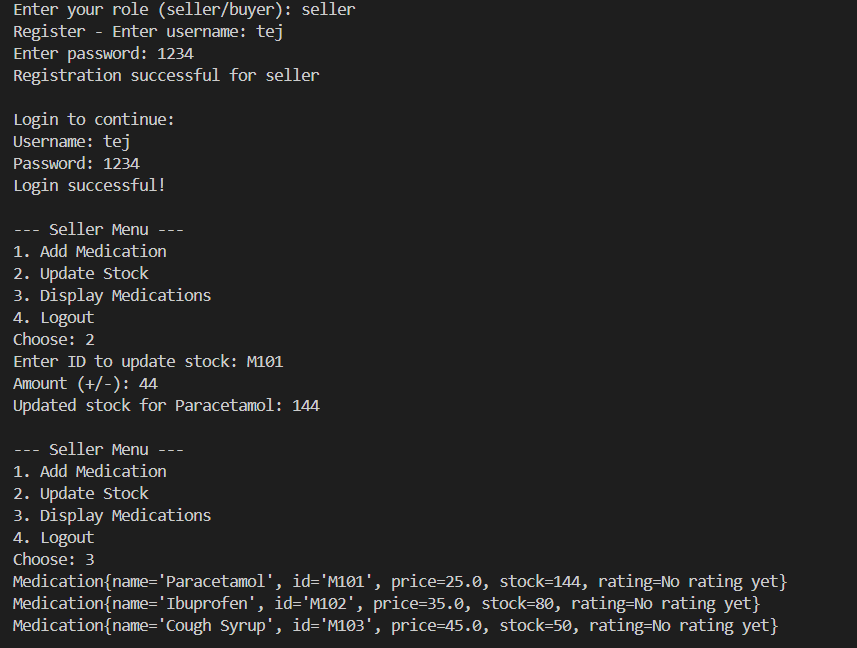 Enter your role (seller/buyer): seller
Register - Enter username: tej
Enter password: 1234
Registration successful for seller
Login to continue:
Username: tej
Password: 1234
Login successful!
--- Seller Menu ---
1. Add Medication
2. Update Stock
3. Display Medications
4. Logout
Choose: 2
Enter ID to update stock: M101
Amount (+/-): 44
Updated stock for Paracetamol: 144
--- Seller Menu ---
1. Add Medication
2. Update Stock
3. Display Medications
4. Logout
Choose: 3
Medication{name='Paracetamol', id='M101', price=25.0, stock=144, rating=No rating yet}
Medication{name='Ibuprofen', id='M102', price=35.0, stock=80, rating=No rating yet}
Medication{name='Cough Syrup', id='M103', price=45.0, stock=50, rating=No rating yet}